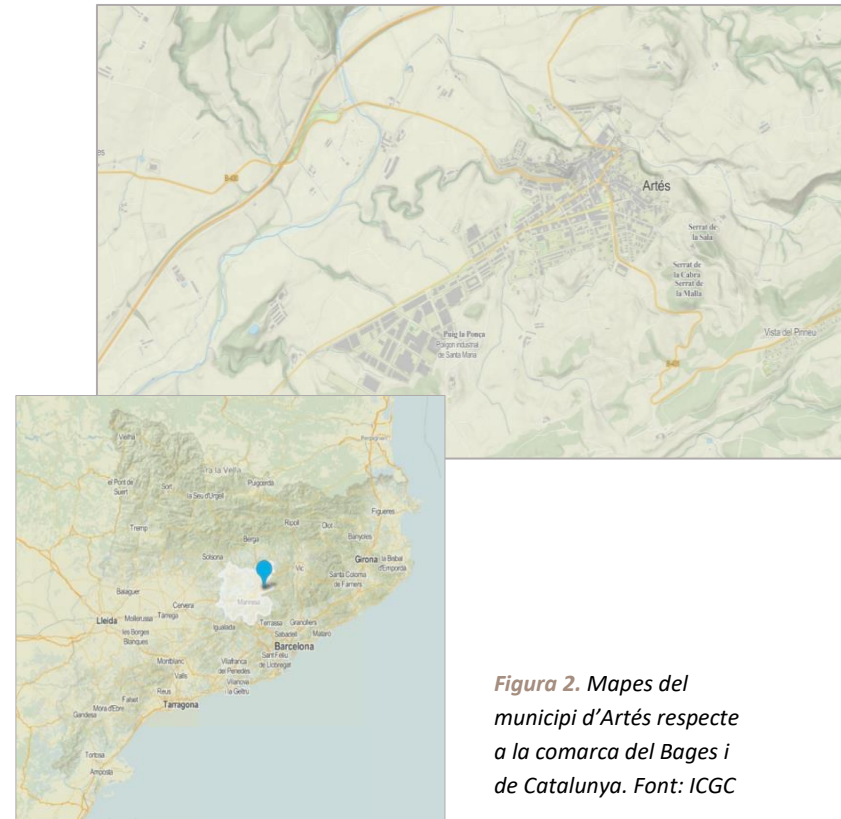 Artés
Serrat de
la Sala
Serrat de
la Cabra
Serrat de
la Malla
Vista del Pirineu
Puig la Ponça
Polígon industrial
de Santa Maria
Vielha
Perpignan
ra la Vella
el Pont de
Suert
Sort
la Seu d'Urgell
Puigcerdà
Figueres
Tremp
Ripoll
Olot
Berga
Banyoles
Solsona
Vic
Girona
la Bisbal
d'Empordà
Santa Coloma
de Farners
Balaguer
Manresa
Cervera
Lleida
Mollerussa
Tàrrega
Igualada
Terrassa
Granollers
les Borges
Blanques
Sabadell
Mataró
Barcelona
Montblanc
Vilafranca
del Penedès
Sant Feliu
de Llobregat
Valls
Vilanova
i la Geltrú
Reus
Falset
Tarragona
Móra d'Ebre
Gandesa
Tortosa
Amposta
Figura 2. Mapes del
municipi d'Artés respecte
a la comarca del Bages i
de Catalunya. Font: ICGC